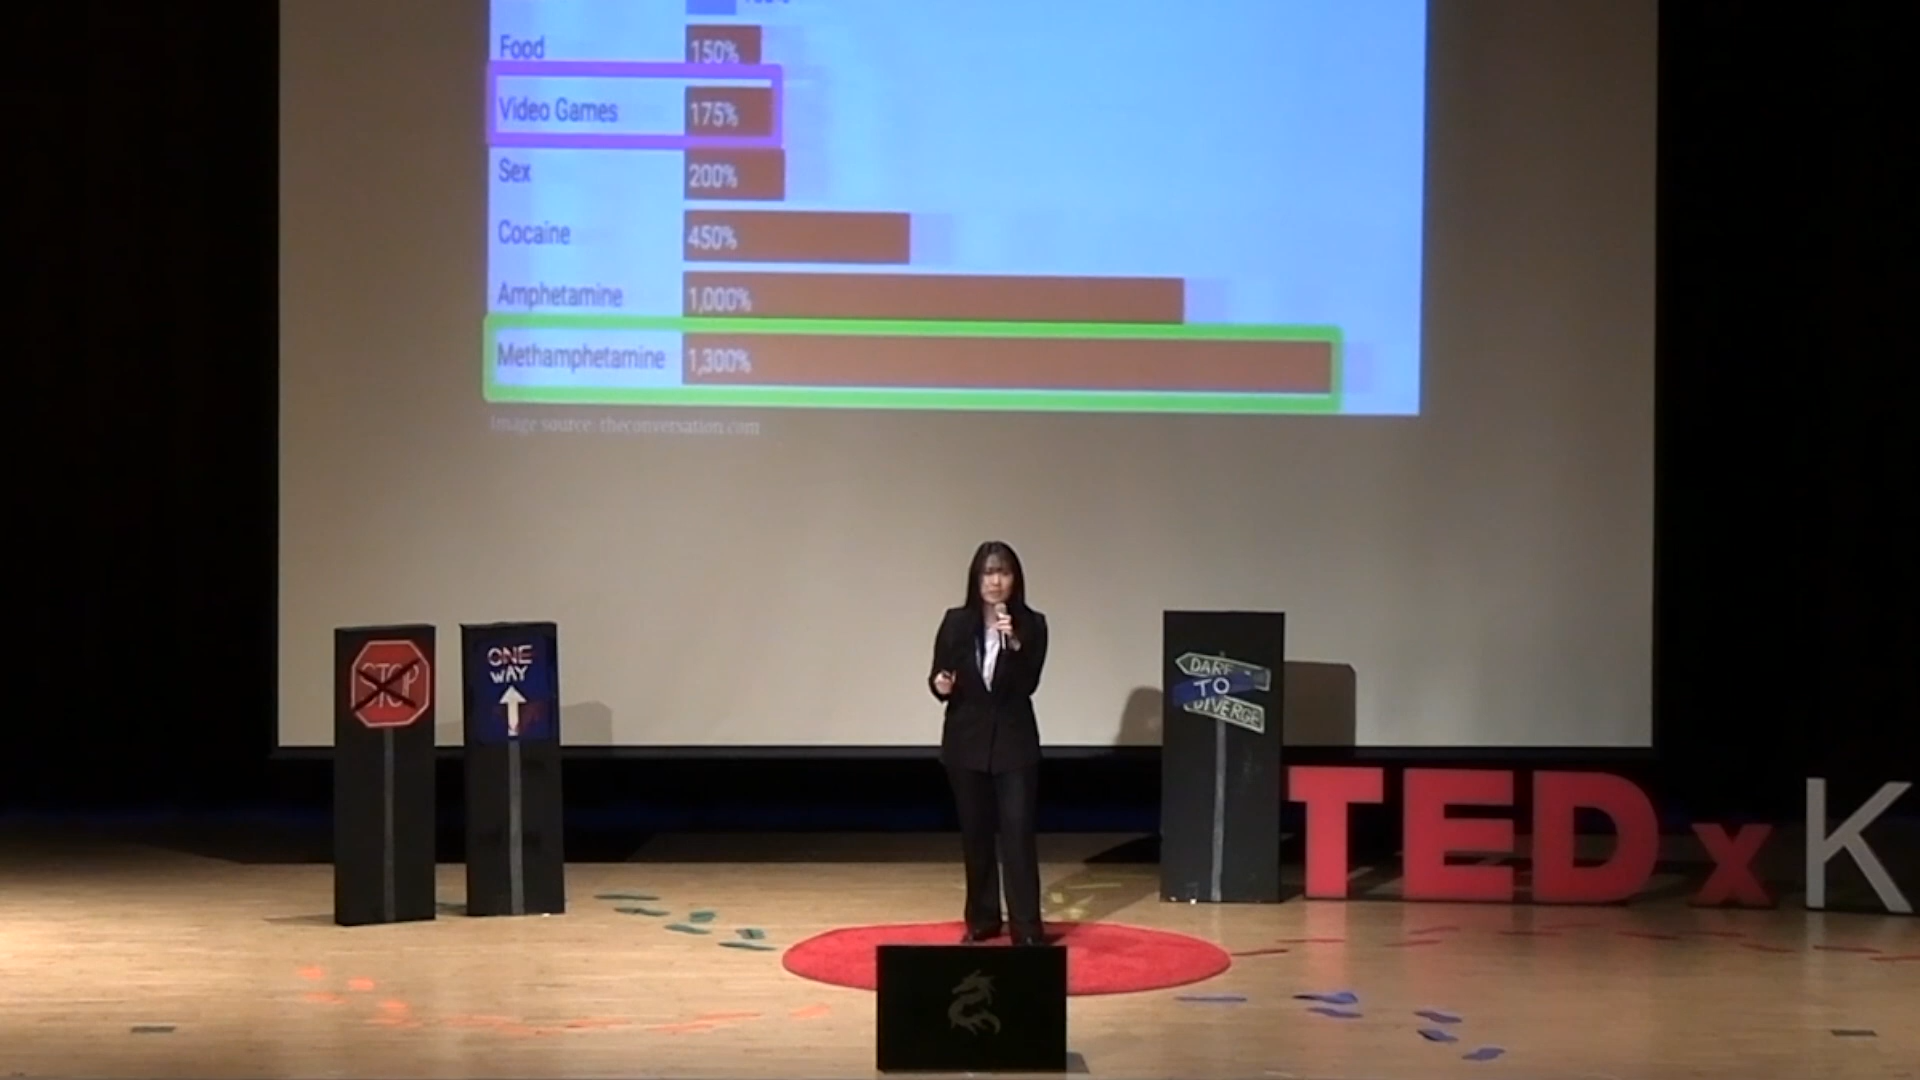 Food 150%
Video Games 175%
Sex 200%
Cocaine 450%
Amphetamine 1,000%
Methamphetamine 1,300%
Image source: theconversation.com
STOP
ONE
WAY
DARE
TO
DIVERGE
TEDxK